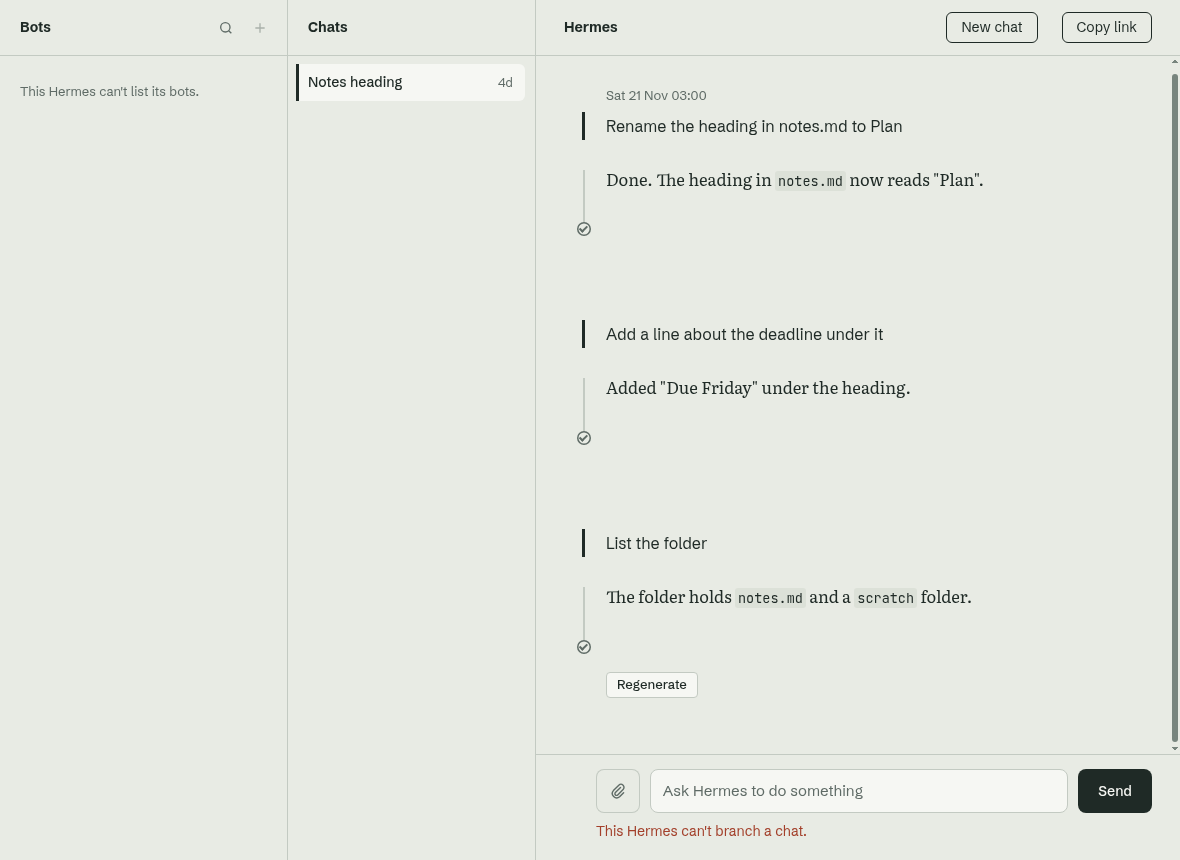 Bots
Chats
Hermes
New chat
Copy link
This Hermes can't list its bots.
Notes heading
4d
Sat 21 Nov 03:00
Rename the heading in notes.md to Plan
Done. The heading in notes.md now reads "Plan".
Add a line about the deadline under it
Added "Due Friday" under the heading.
List the folder
The folder holds notes.md and a scratch folder.
Regenerate
Ask Hermes to do something
Send
This Hermes can't branch a chat.